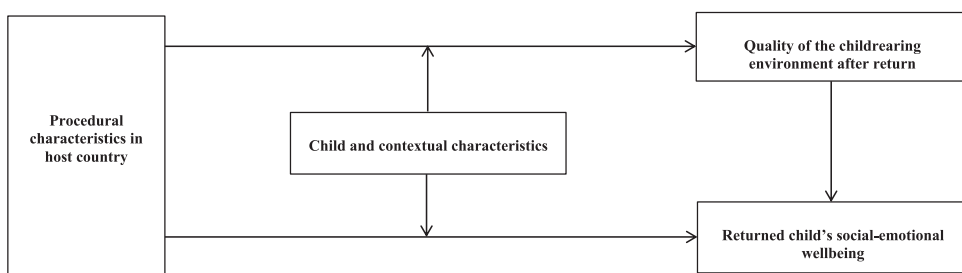 Procedural
characteristics in
host country
Quality of the childrearing
environment after return
Child and contextual characteristics
Returned child's social-emotional
wellbeing